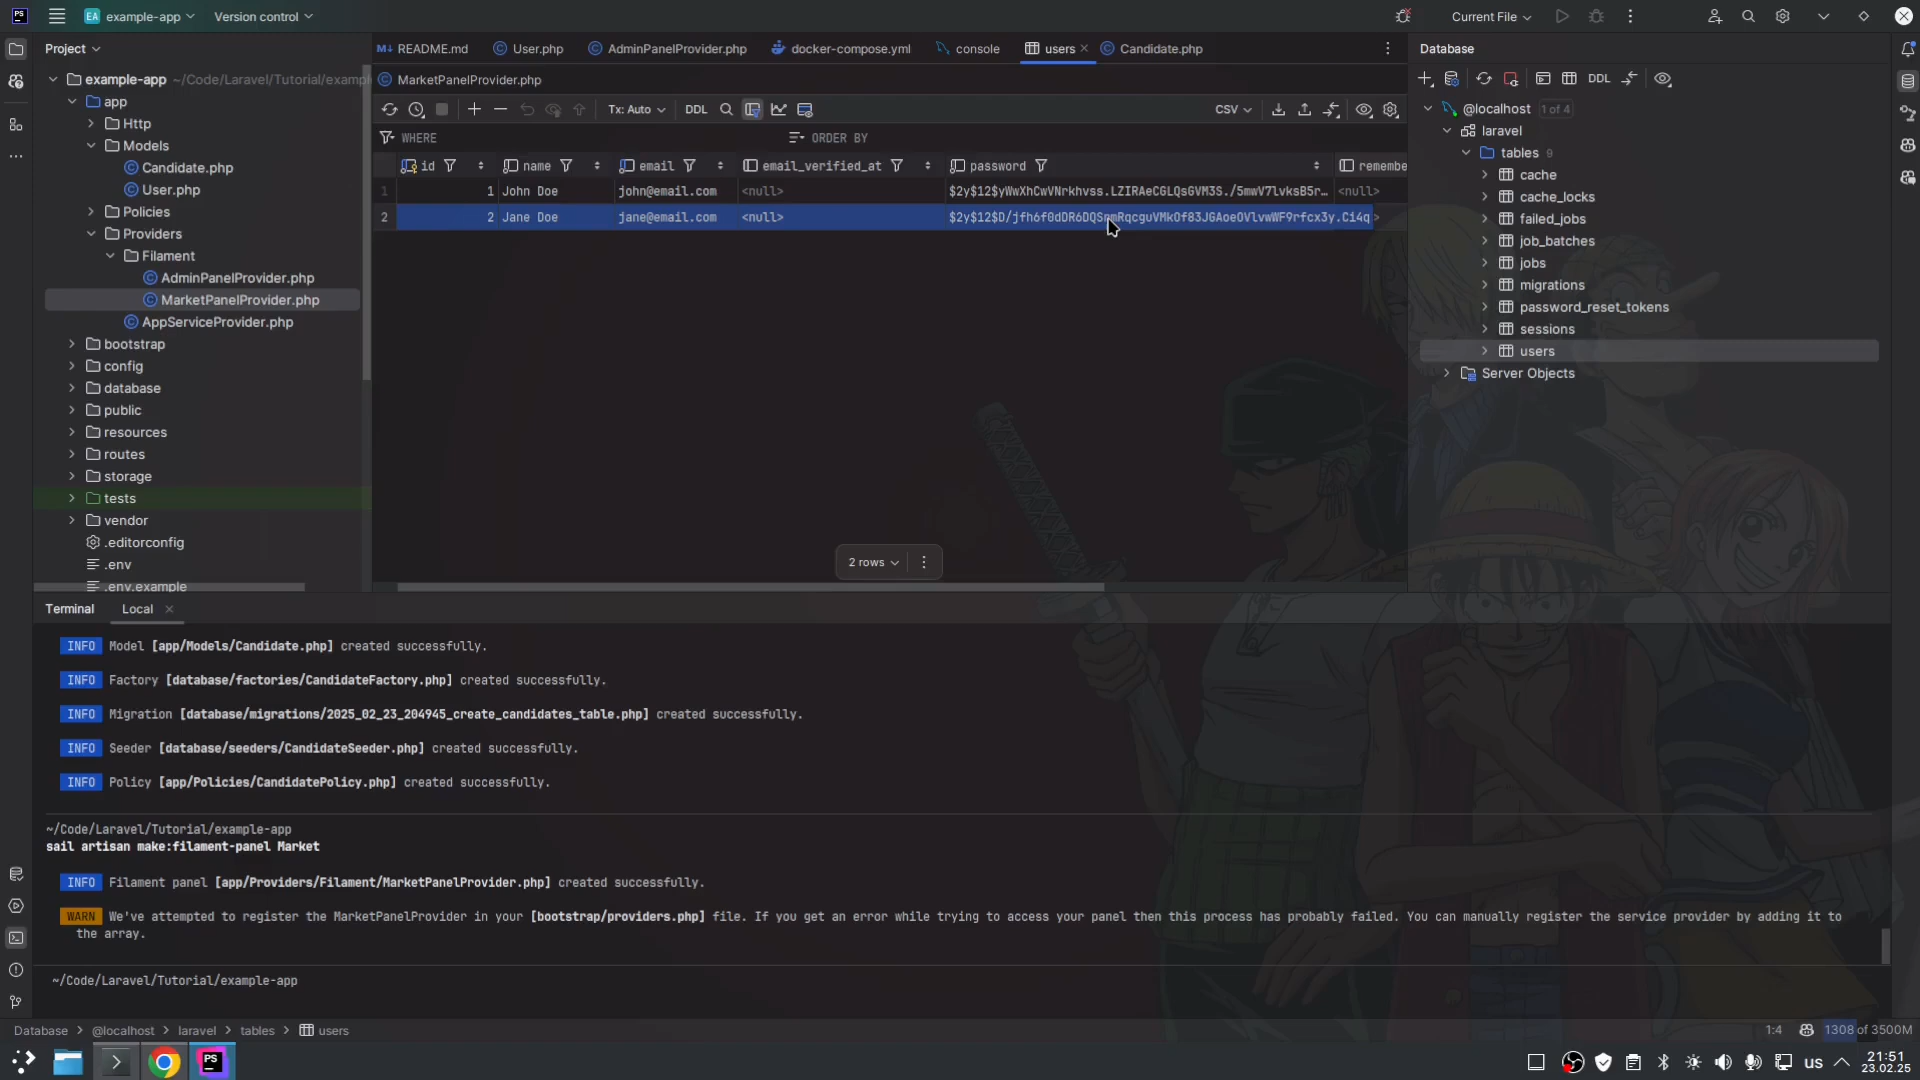 PS
EA example-app
Version control
Current File
Project
README.md
User.php
AdminPanelProvider.php
docker-compose.yml
console
users
Candidate.php
Database
example-app ~/Code/Laravel/Tutorial/exampl
MarketPanelProvider.php
DDL
app
Tx: Auto
DDL
CSV
@localhost 1 of 4
Http
WHERE
ORDER BY
laravel
Models
id
name
email
email_verified_at
password
remembe
tables 9
Candidate.php
1
1 John Doe
john@email.com
<null>
<null>
cache
User.php
2
2 Jane Doe
jane@email.com
<null>
cache_locks
Policies
failed_jobs
Providers
job_batches
Filament
jobs
AdminPanelProvider.php
migrations
MarketPanelProvider.php
password_reset_tokens
AppServiceProvider.php
sessions
bootstrap
users
config
Server Objects
database
public
resources
routes
storage
tests
vendor
.editorconfig
.env
2 rows
.env.example
Terminal
Local
INFO Model [app/Models/Candidate.php] created successfully.
INFO Factory [database/factories/CandidateFactory.php] created successfully.
INFO Migration [database/migrations/2025_02_23_204945_create_candidates_table.php] created successfully.
INFO Seeder [database/seeders/CandidateSeeder.php] created successfully.
INFO Policy [app/Policies/CandidatePolicy.php] created successfully.
~/Code/Laravel/Tutorial/example-app
sail artisan make:filament-panel Market
INFO Filament panel [app/Providers/Filament/MarketPanelProvider.php] created successfully.
WARN We've attempted to register the MarketPanelProvider in your [bootstrap/providers.php] file. If you get an error while trying to access your panel then this process has probably failed. You can manually register the service provider by adding it to
the array.
~/Code/Laravel/Tutorial/example-app
Database > @localhost > laravel > tables > users
1:4
1308 of 3500M
PS
US
21:51
23.02.25